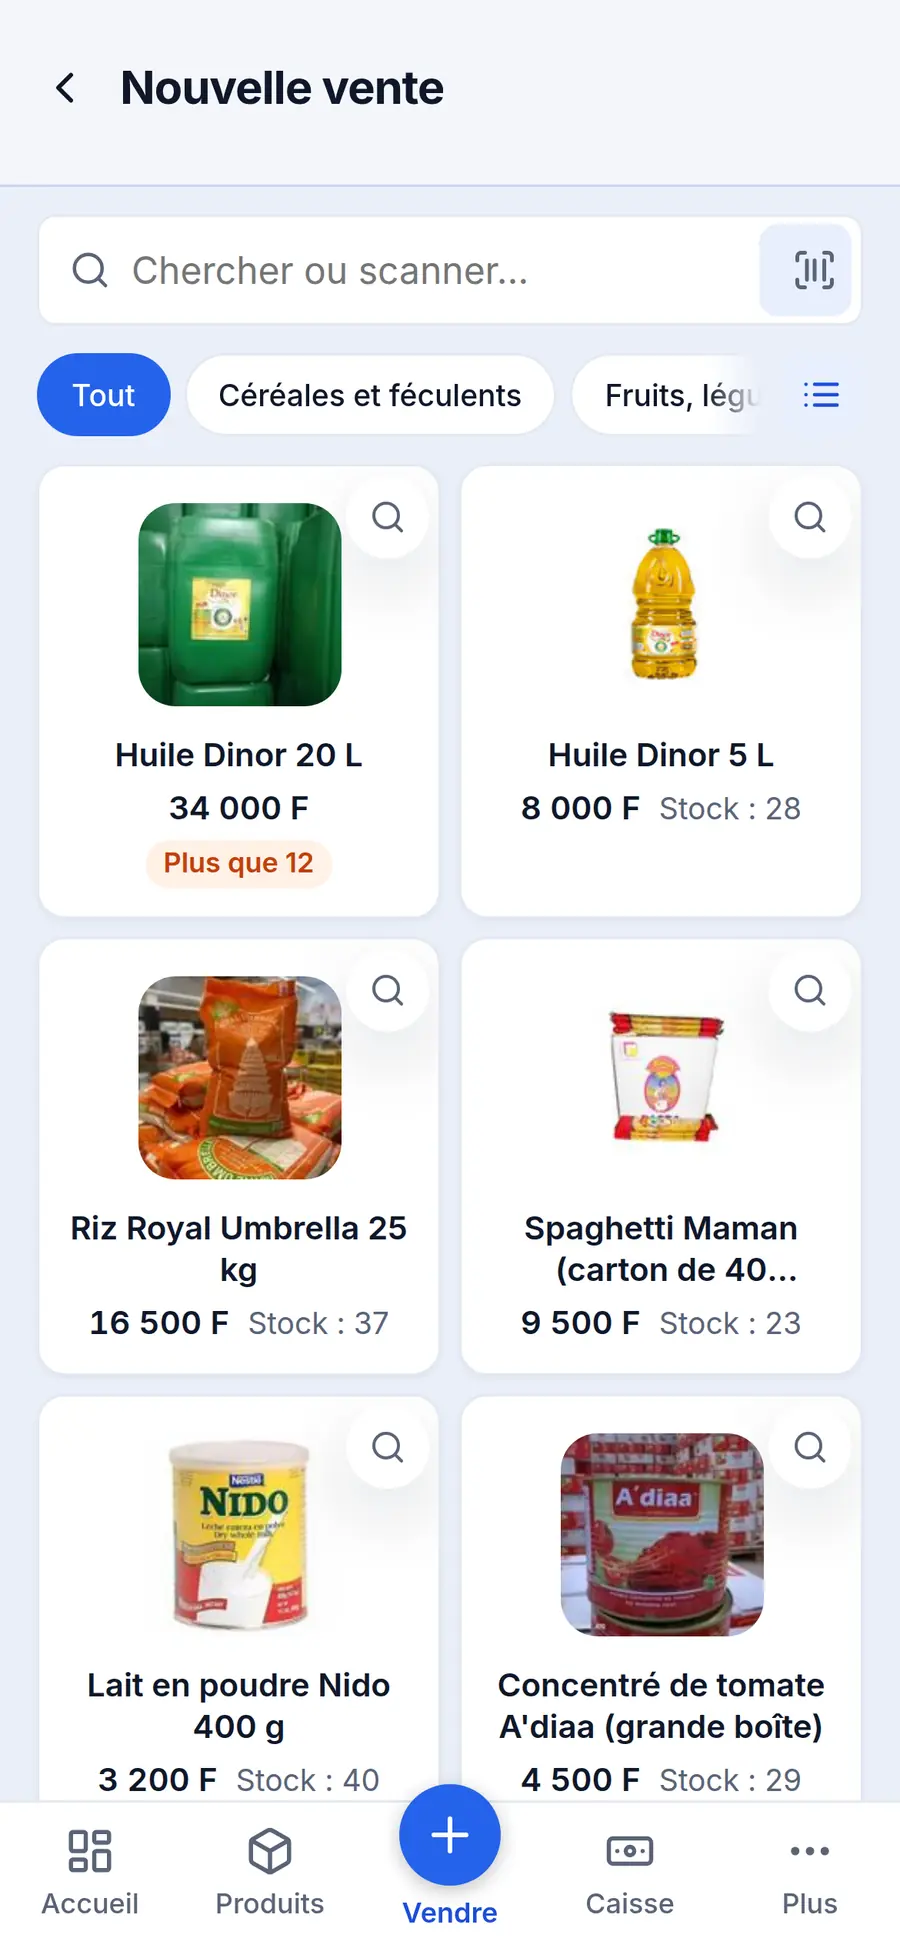 Nouvelle vente
Chercher ou scanner...
Tout
Céréales et féculents
Fruits, légu
Dinor
Huile Dinor 20 L
34 000 F
Plus que 12
Dinor
Huile Dinor 5 L
8 000 F Stock : 28
Riz Royal Umbrella 25
kg
16 500 F Stock : 37
Spaghetti Maman
(carton de 40...
9 500 F Stock : 23
Nestlé
NIDO
Lait en poudre Nido
400 g
3 200 F Stock : 40
A'diaa
Concentré de tomate
A'diaa (grande boîte)
4 500 F Stock : 29
Accueil
Produits
Vendre
Caisse
Plus